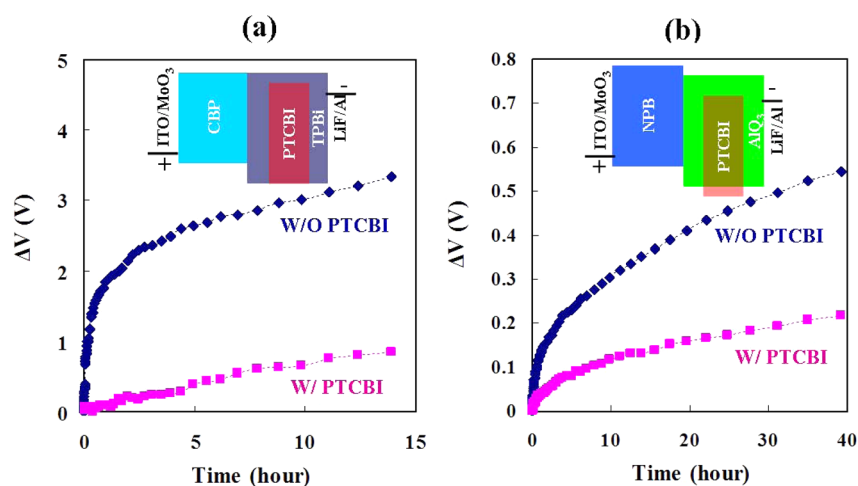 (a)
ΔV (V)
5
4
3
2
1
0
+
ITO/MoO3
CBP
PTCBI
TPBi
LiF/Al
-
W/O PTCBI
W/ PTCBI
0
5
10
15
Time (hour)
(b)
ΔV (V)
0.8
0.7
0.6
0.5
0.4
0.3
0.2
0.1
0
+
ITO/MoO3
NPB
PTCBI
AlQ3
LiF/Al
-
W/O PTCBI
W/ PTCBI
0
10
20
30
40
Time (hour)